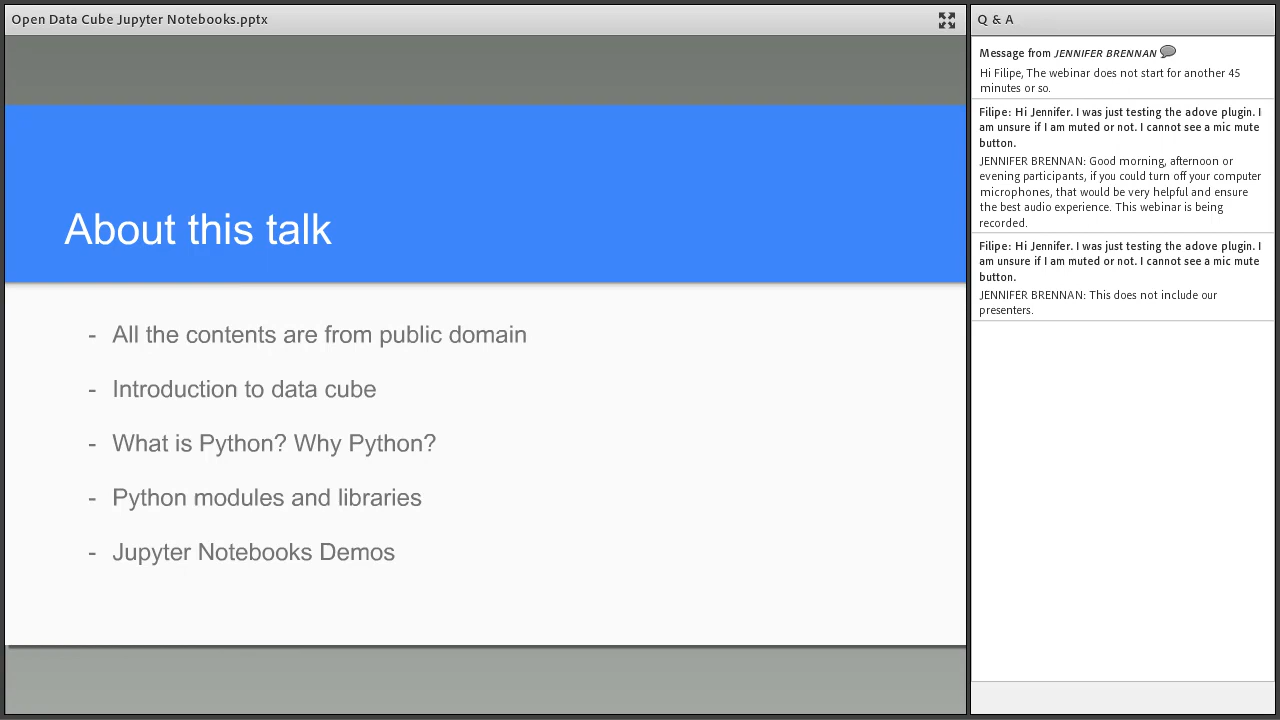 Open Data Cube Jupyter Notebooks.pptx
About this talk
- All the contents are from public domain
- Introduction to data cube
- What is Python? Why Python?
- Python modules and libraries
- Jupyter Notebooks Demos
Q & A
Message from JENNIFER BRENNAN
Hi Filipe, The webinar does not start for another 45
minutes or so.
Filipe: Hi Jennifer. I was just testing the adove plugin. I
am unsure if I am muted or not. I cannot see a mic mute
button.
JENNIFER BRENNAN: Good morning, afternoon or
evening participants, if you could turn off your computer
microphones, that would be very helpful and ensure
the best audio experience. This webinar is being
recorded.
Filipe: Hi Jennifer. I was just testing the adove plugin. I
am unsure if I am muted or not. I cannot see a mic mute
button.
JENNIFER BRENNAN: This does not include our
presenters.